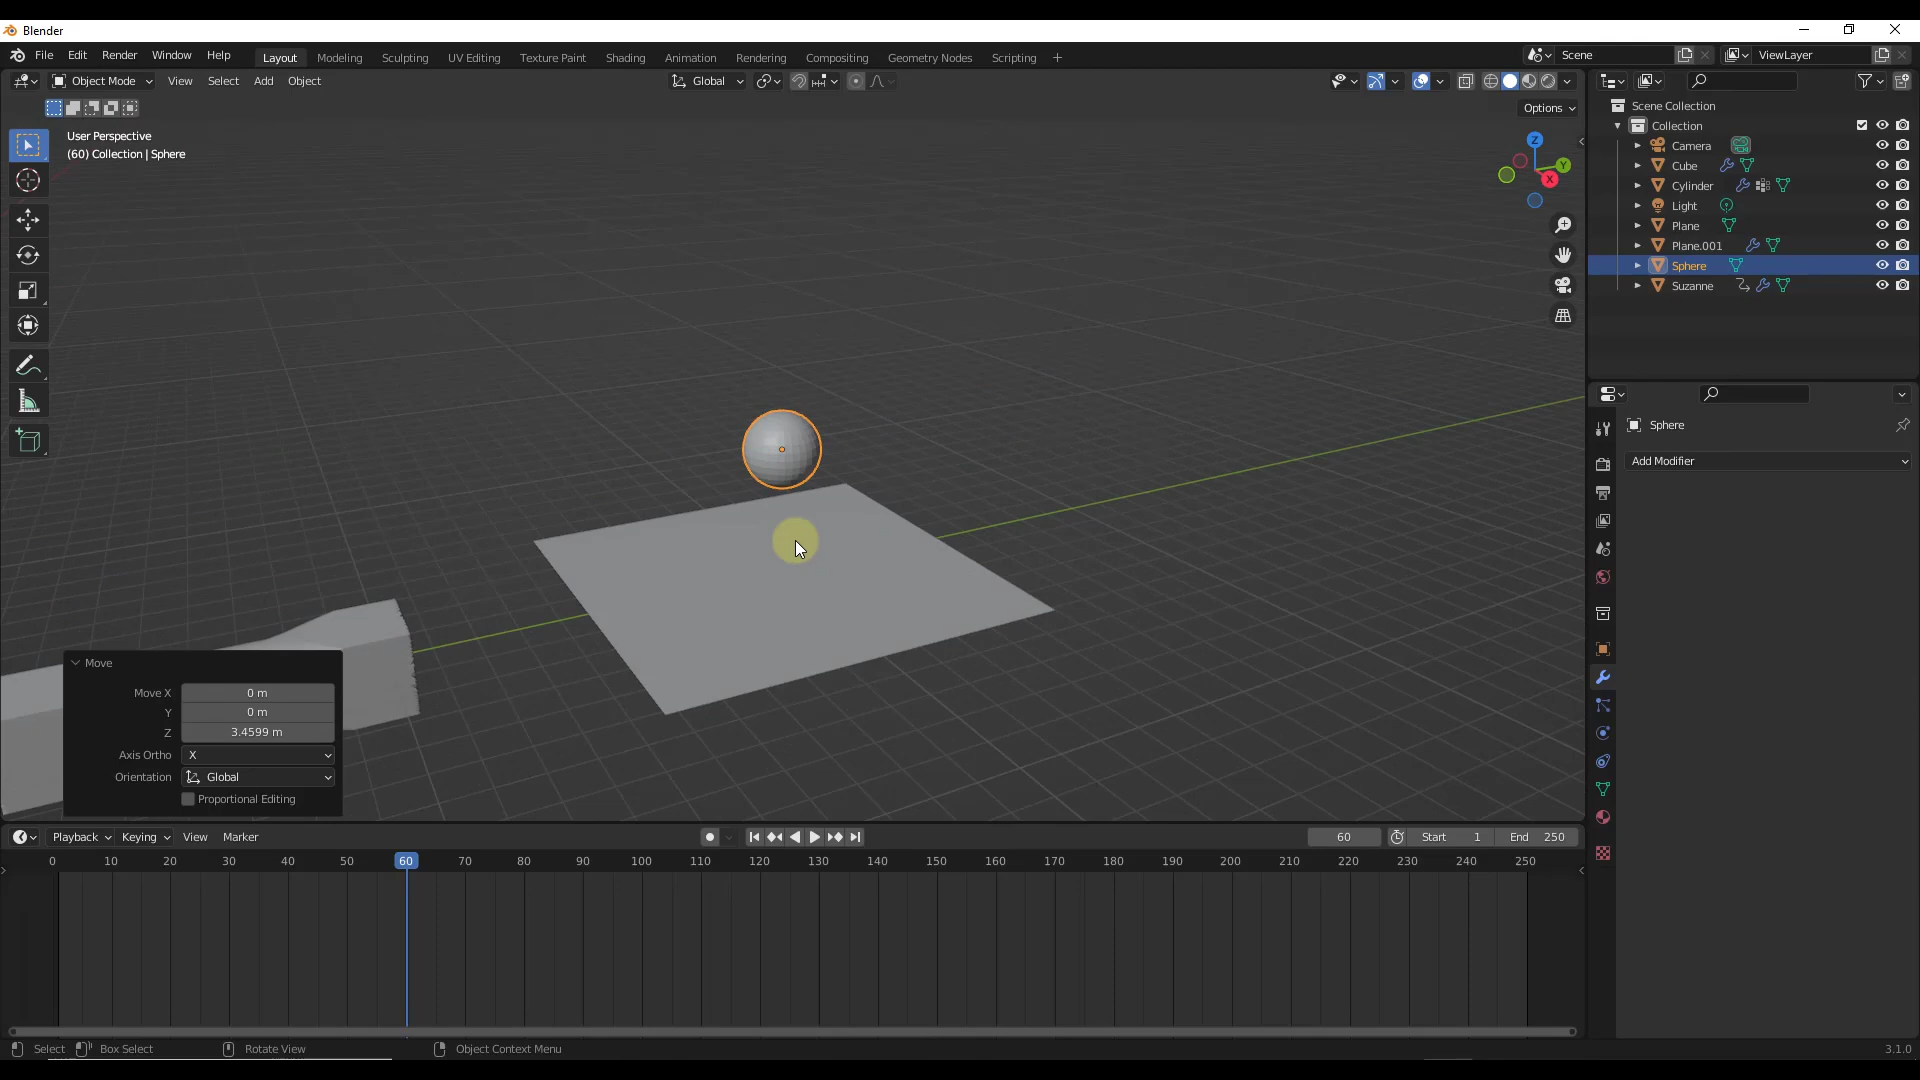 Blender
File Edit Render Window Help Layout Modeling Sculpting UV Editing Texture Paint Shading Animation Rendering Compositing Geometry Nodes Scripting + Scene ViewLayer
Object Mode View Select Add Object Global
Options
User Perspective
(60) Collection | Sphere
Z
Y
X
Scene Collection
Collection
Camera
Cube
Cylinder
Light
Plane
Plane.001
Sphere
Suzanne
Sphere
Add Modifier
Move
Move X 0 m
Y 0 m
Z 3.4599 m
Axis Ortho X
Orientation Global
Proportional Editing
Playback Keying View Marker 60 Start 1 End 250
0 10 20 30 40 50 60 70 80 90 100 110 120 130 140 150 160 170 180 190 200 210 220 230 240 250
Select Box Select Rotate View Object Context Menu 3.1.0